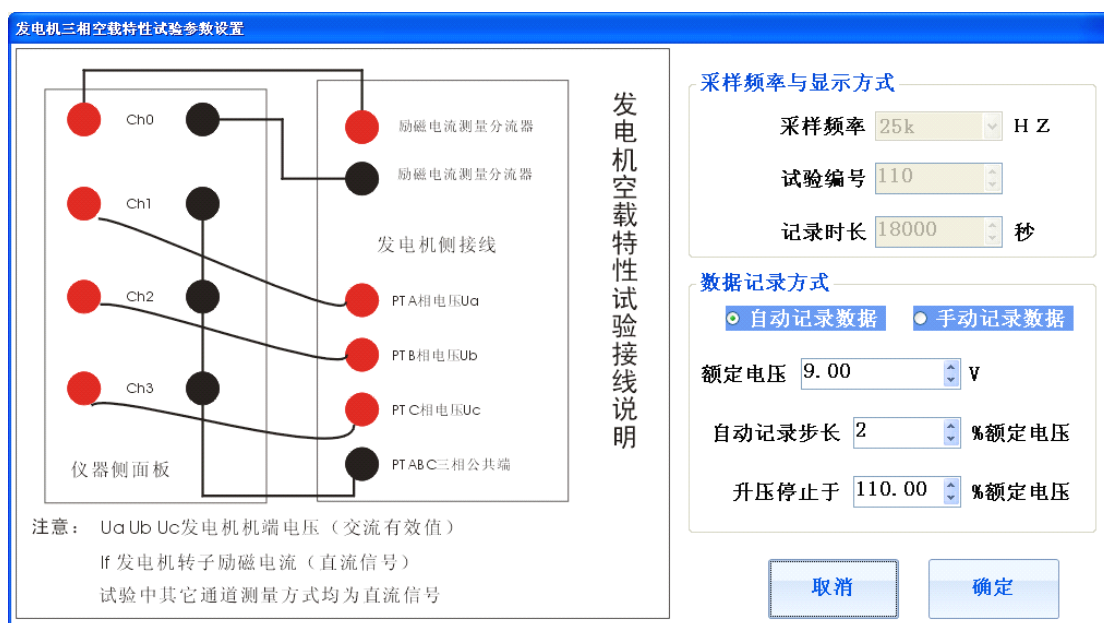 发电机三相空载特性试验参数设置
Ch0
励磁电流测量分流器
励磁电流测量分流器
Ch1
发电机侧接线
Ch2
PT A相电压Ua
PT B相电压Ub
Ch3
PT C相电压Uc
仪器侧面板
PT ABC三相公共端
发电机空载特性试验接线说明
注意： Ua Ub Uc发电机机端电压（交流有效值）
If 发电机转子励磁电流（直流信号）
试验中其它通道测量方式均为直流信号
采样频率与显示方式
采样频率 25k H Z
试验编号 110
记录时长 18000 秒
数据记录方式
自动记录数据 手动记录数据
额定电压 9.00 V
自动记录步长 2 %额定电压
升压停止于 110.00 %额定电压
取消 确定